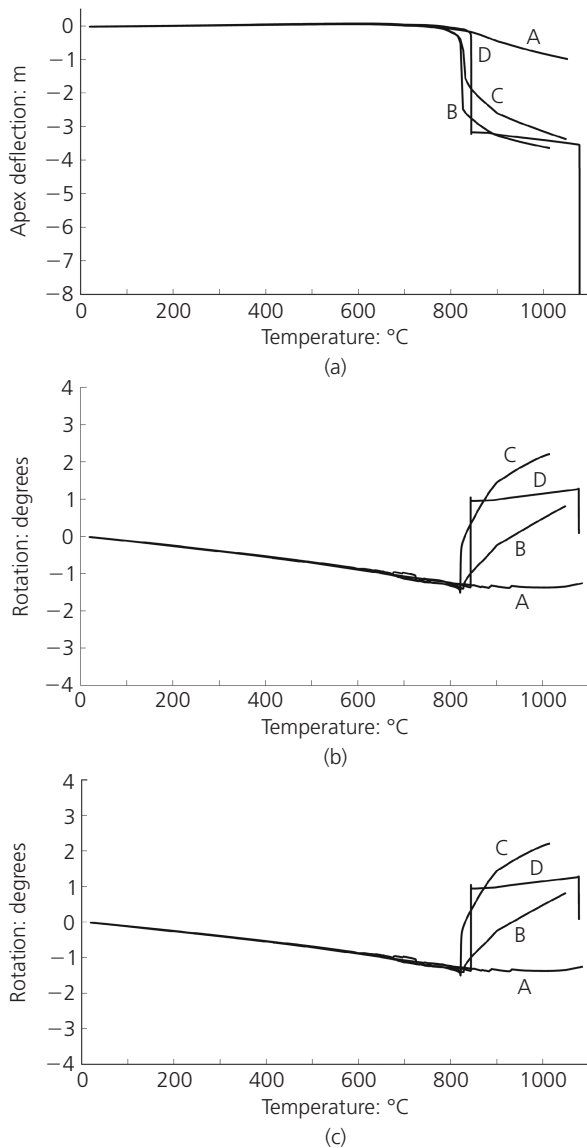 0
−1
−2
−3
−4
−5
−6
−7
−8
Apex deflection: m
A
D
C
B
0 200 400 600 800 1000
Temperature: °C
(a)
4
3
2
1
0
−1
−2
−3
−4
Rotation: degrees
C
D
B
A
0 200 400 600 800 1000
Temperature: °C
(b)
4
3
2
1
0
−1
−2
−3
−4
Rotation: degrees
C
D
B
A
0 200 400 600 800 1000
Temperature: °C
(c)